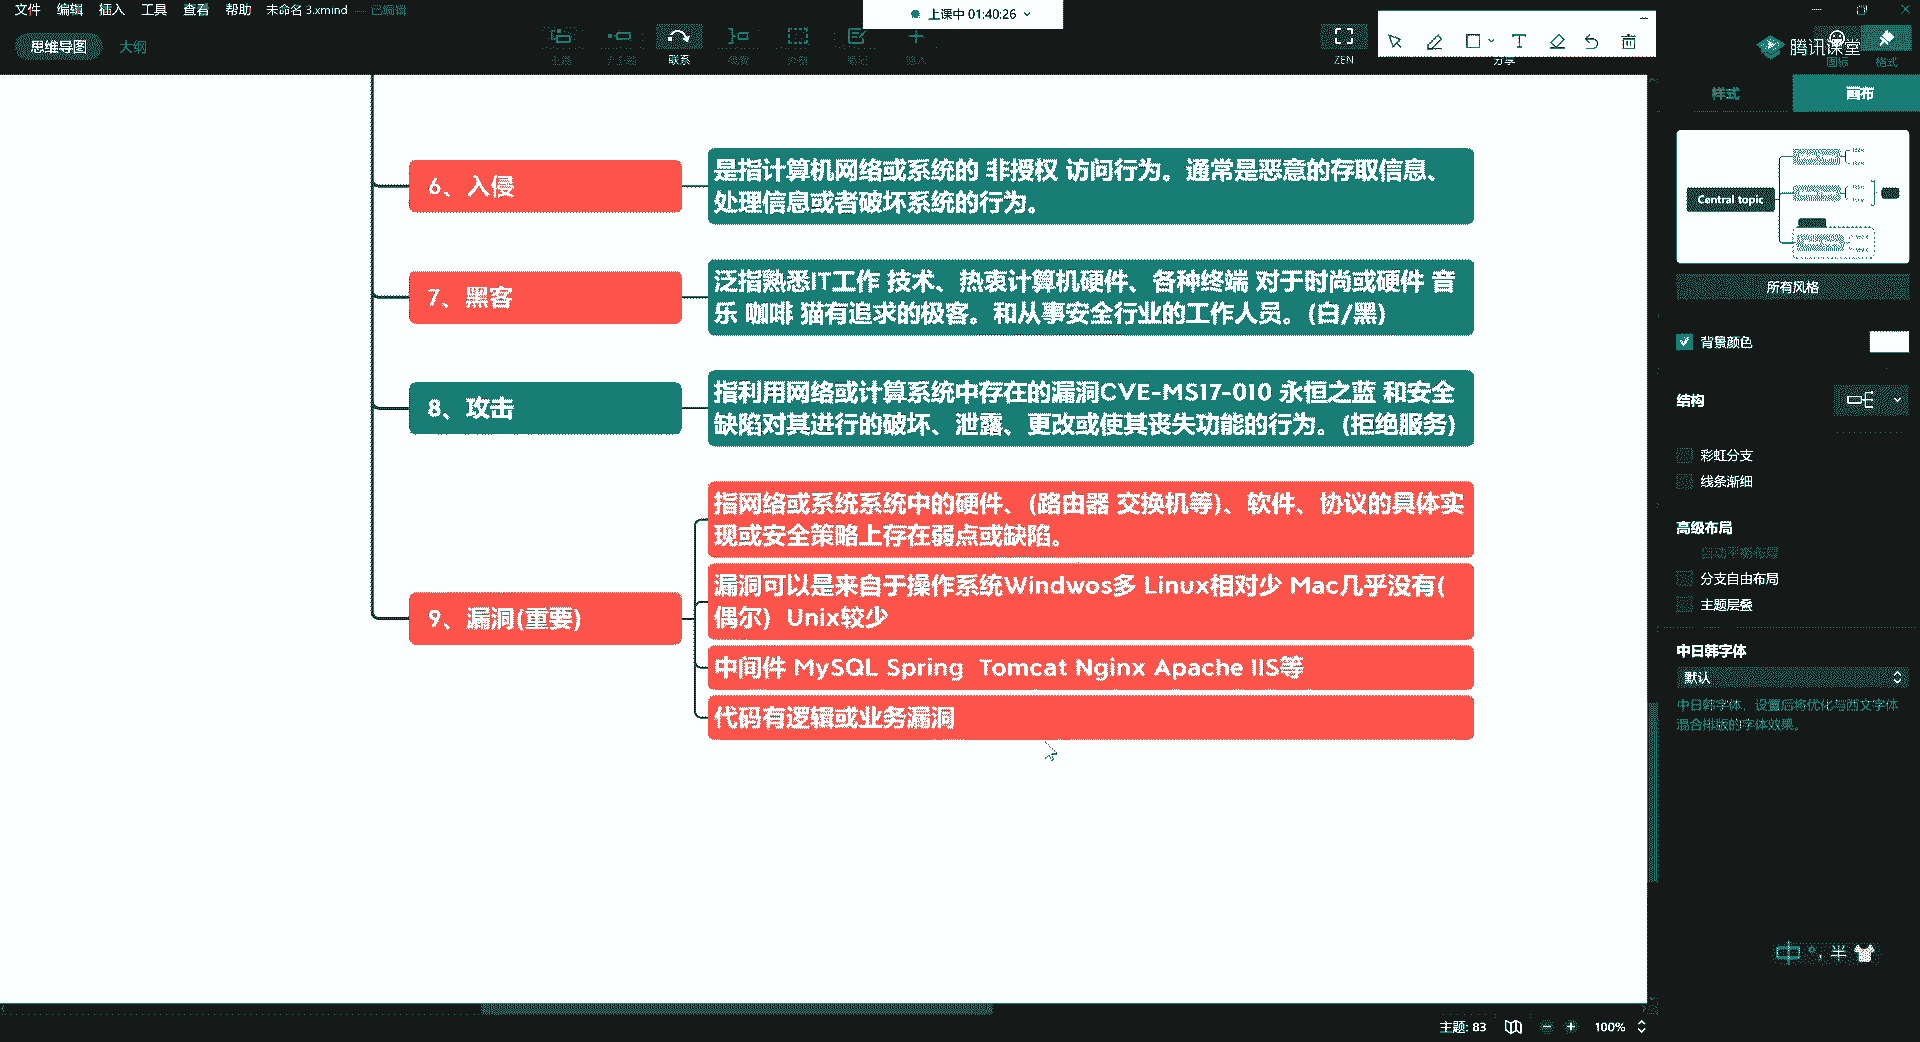 文件 编辑 插入 工具 查看 帮助 未命名 3.xmind — 已编辑
上课中 01:40:26
思维导图 大纲
联系
ZEN
分享
腾讯课堂
图标
格式
样式 画布
6、入侵
是指计算机网络或系统的 非授权 访问行为。通常是恶意的存取信息、
处理信息或者破坏系统的行为。
7、黑客
泛指熟悉IT工作 技术、热衷计算机硬件、各种终端 对于时尚或硬件 音
乐 咖啡 猫有追求的极客。和从事安全行业的工作人员。(白/黑)
8、攻击
指利用网络或计算系统中存在的漏洞CVE-MS17-010 永恒之蓝 和安全
缺陷对其进行的破坏、泄露、更改或使其丧失功能的行为。(拒绝服务)
9、漏洞(重要)
指网络或系统系统中的硬件、(路由器 交换机等)、软件、协议的具体实
现或安全策略上存在弱点或缺陷。
漏洞可以是来自于操作系统Windwos多 Linux相对少 Mac几乎没有(
偶尔) Unix较少
中间件 MySQL Spring Tomcat Nginx Apache IIS等
代码有逻辑或业务漏洞
Central topic
所有风格
背景颜色
结构
彩虹分支
线条渐细
高级布局
自动平衡布局
分支自由布局
主题层叠
中日韩字体
默认
中日韩字体，设置后将优化与西文字体
混合排版的字体效果。
中 °, 半
主题: 83
100%